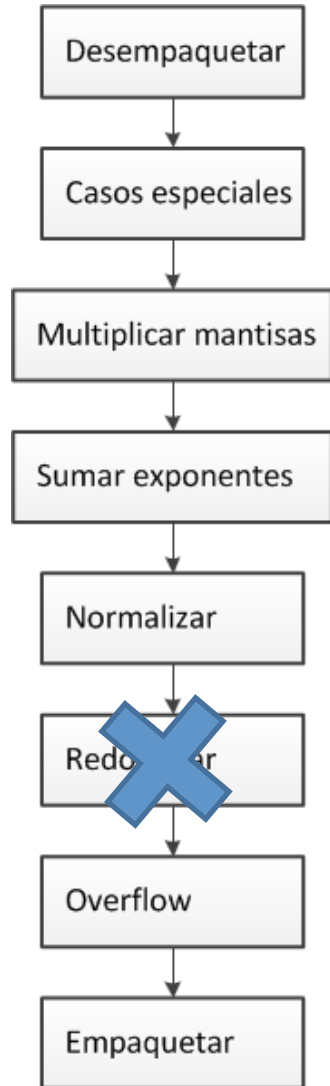 Desempaquetar
Casos especiales
Multiplicar mantisas
Sumar exponentes
Normalizar
Overflow
Empaquetar